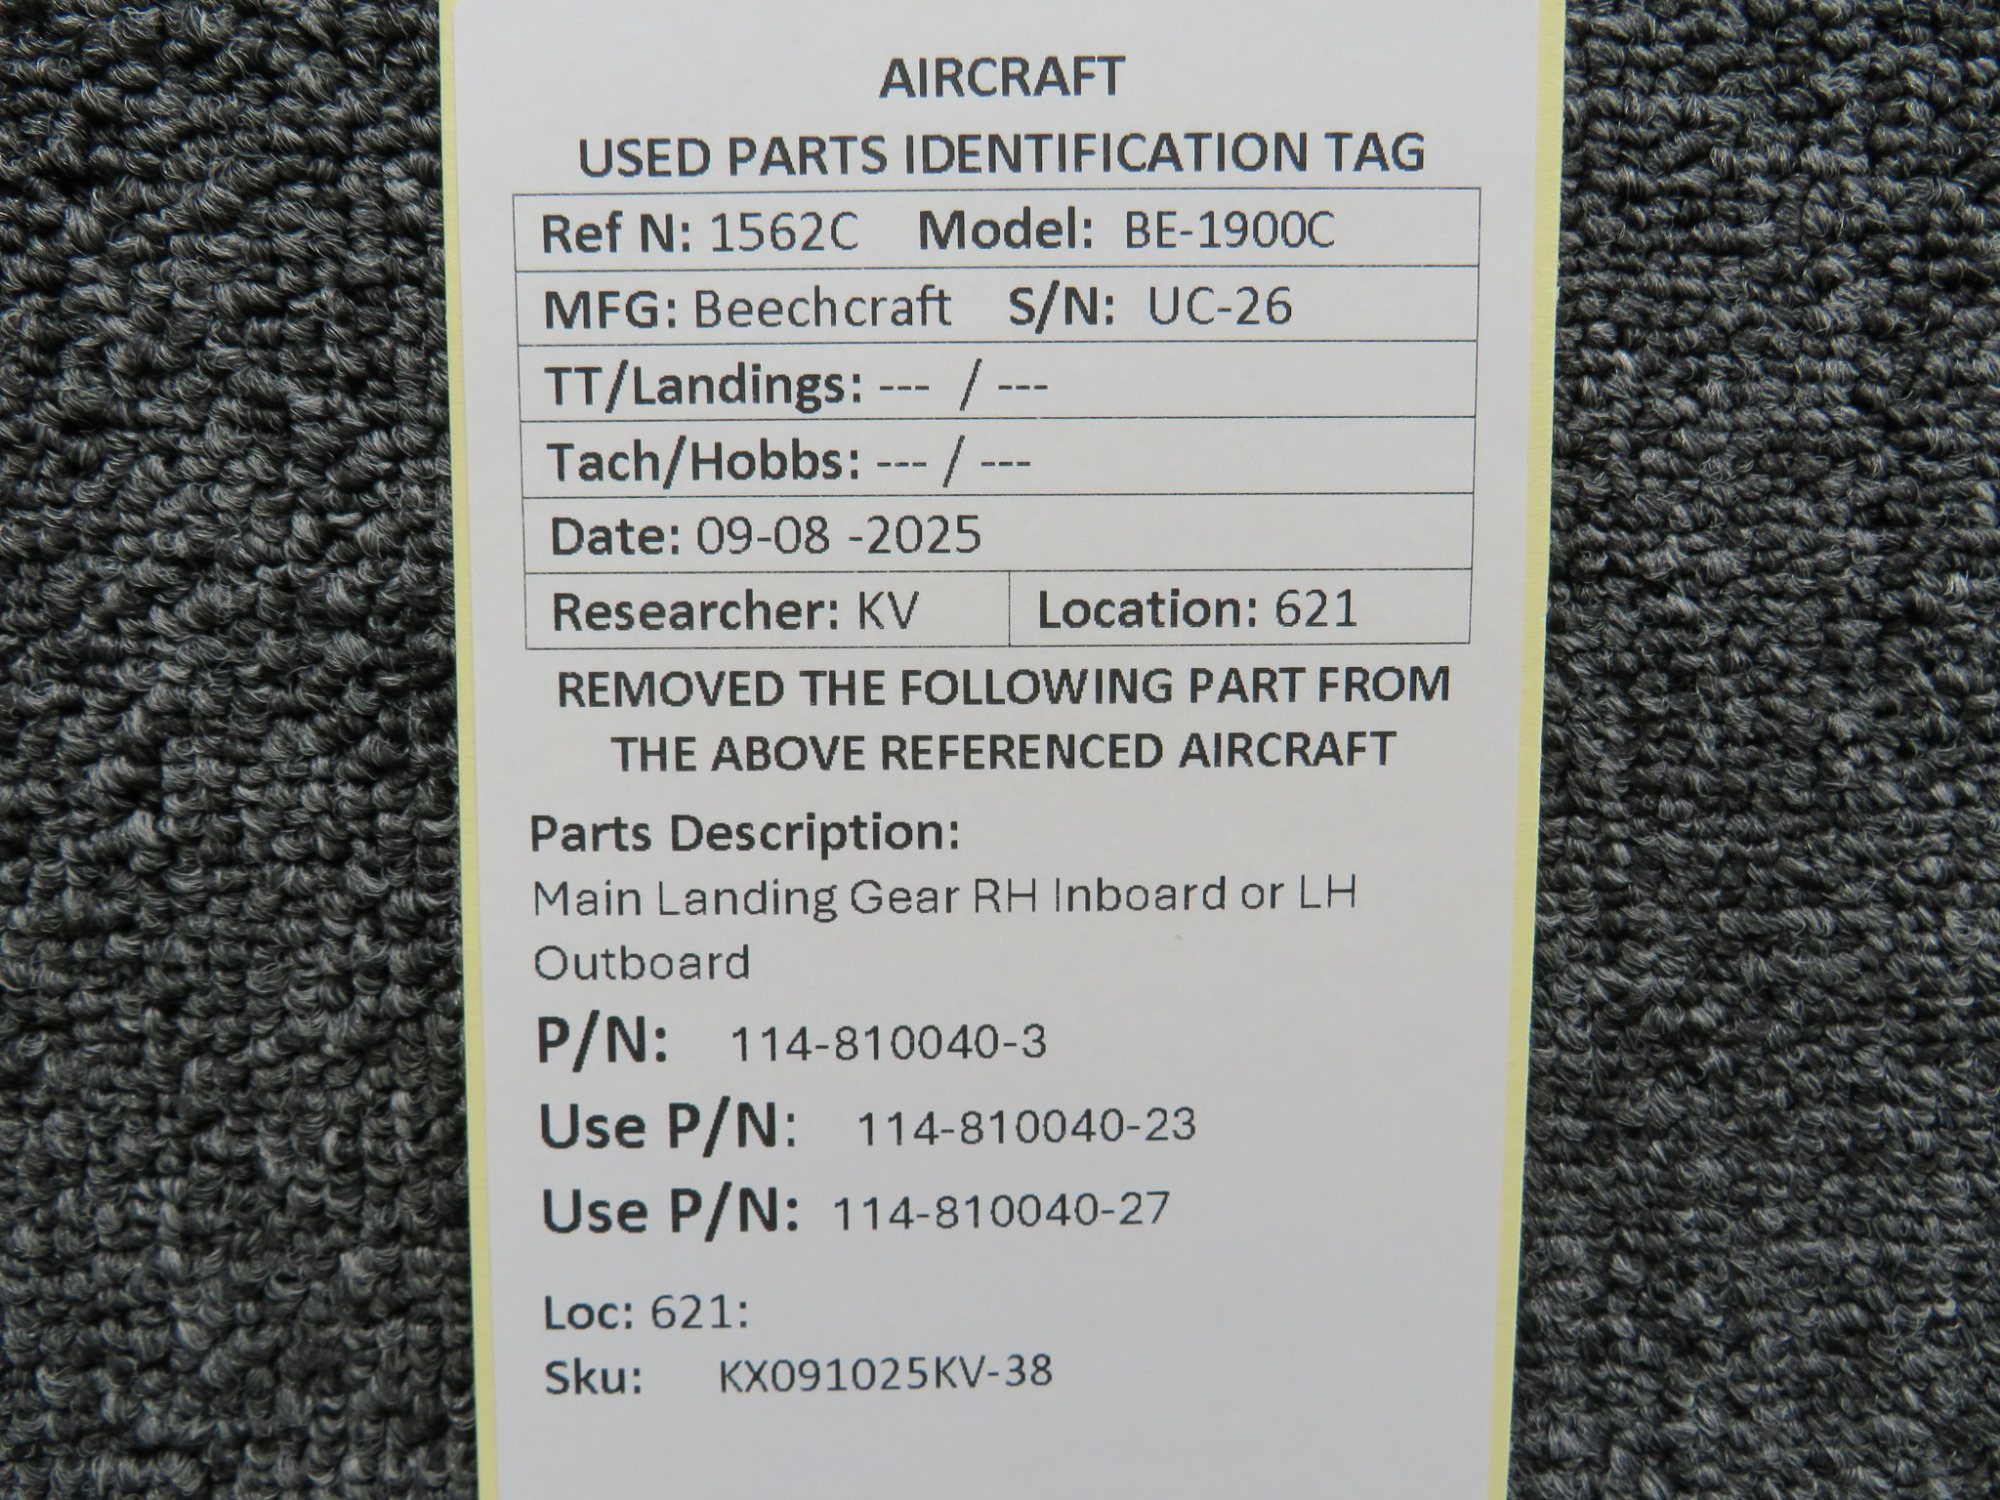 AIRCRAFT
USED PARTS IDENTIFICATION TAG
Ref N: 1562C Model: BE-1900C
MFG: Beechcraft S/N: UC-26
TT/Landings: --- / ---
Tach/Hobbs: --- / ---
Date: 09-08 -2025
Researcher: KV Location: 621
REMOVED THE FOLLOWING PART FROM
THE ABOVE REFERENCED AIRCRAFT
Parts Description:
Main Landing Gear RH Inboard or LH
Outboard
P/N: 114-810040-3
Use P/N: 114-810040-23
Use P/N: 114-810040-27
Loc: 621:
Sku: KX091025KV-38